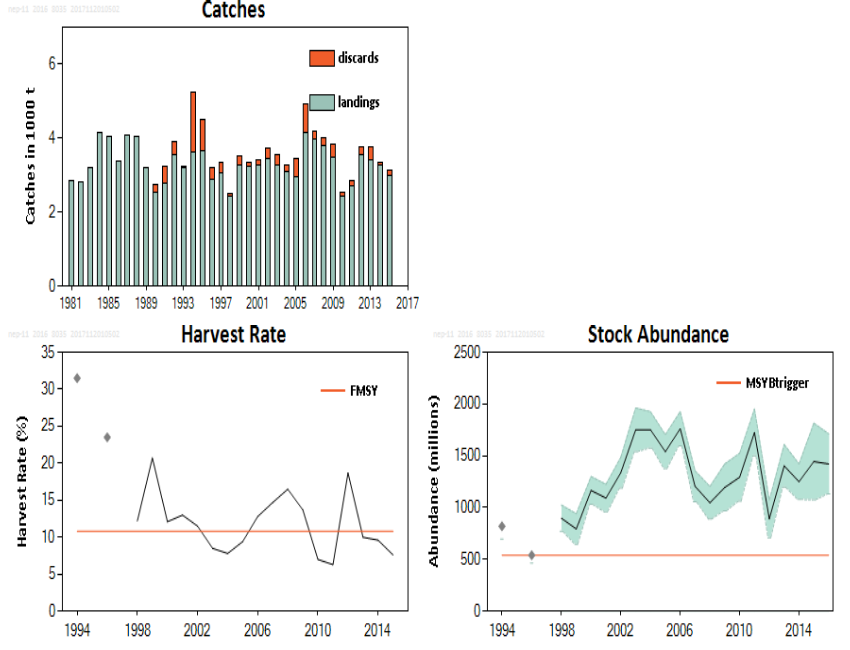 Catches
6
4
2
0
Catches in 1000 t
discards
landings
1981 1985 1989 1993 1997 2001 2005 2009 2013 2017
Harvest Rate
35
30
25
20
15
10
5
0
Harvest Rate (%)
FMSY
1994 1998 2002 2006 2010 2014
Stock Abundance
2500
2000
1500
1000
500
0
Abundance (millions)
MSYBtrigger
1994 1998 2002 2006 2010 2014